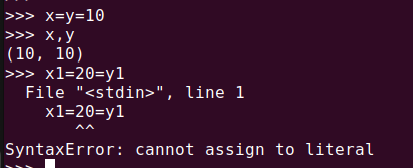 >>> x=y=10
>>> x,y
(10, 10)
>>> x1=20=y1
  File "<stdin>", line 1
    x1=20=y1
       ^^
SyntaxError: cannot assign to literal
>>>